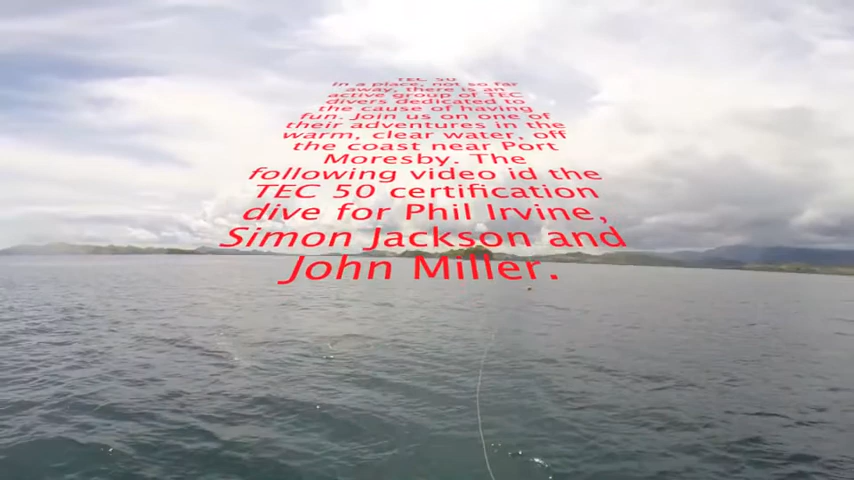 TEC 50
In a place, not so far
away, there is an
active group of TEC
divers dedicated to
the cause of having
fun. Join us on one of
their adventures in the
warm, clear water, off
the coast near Port
Moresby. The
following video id the
TEC 50 certification
dive for Phil Irvine,
Simon Jackson and
John Miller.